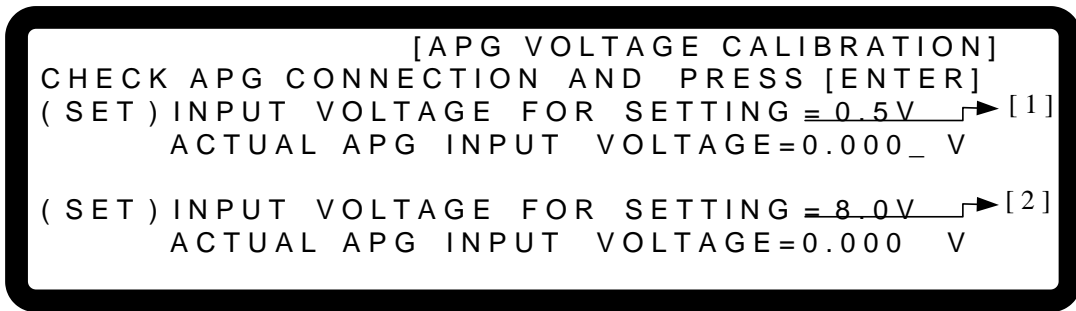 [APG VOLTAGE CALIBRATION]
CHECK APG CONNECTION AND PRESS [ENTER]
(SET) INPUT VOLTAGE FOR SETTING = 0.5V [1]
ACTUAL APG INPUT VOLTAGE=0.000_ V
(SET) INPUT VOLTAGE FOR SETTING = 8.0V [2]
ACTUAL APG INPUT VOLTAGE=0.000 V